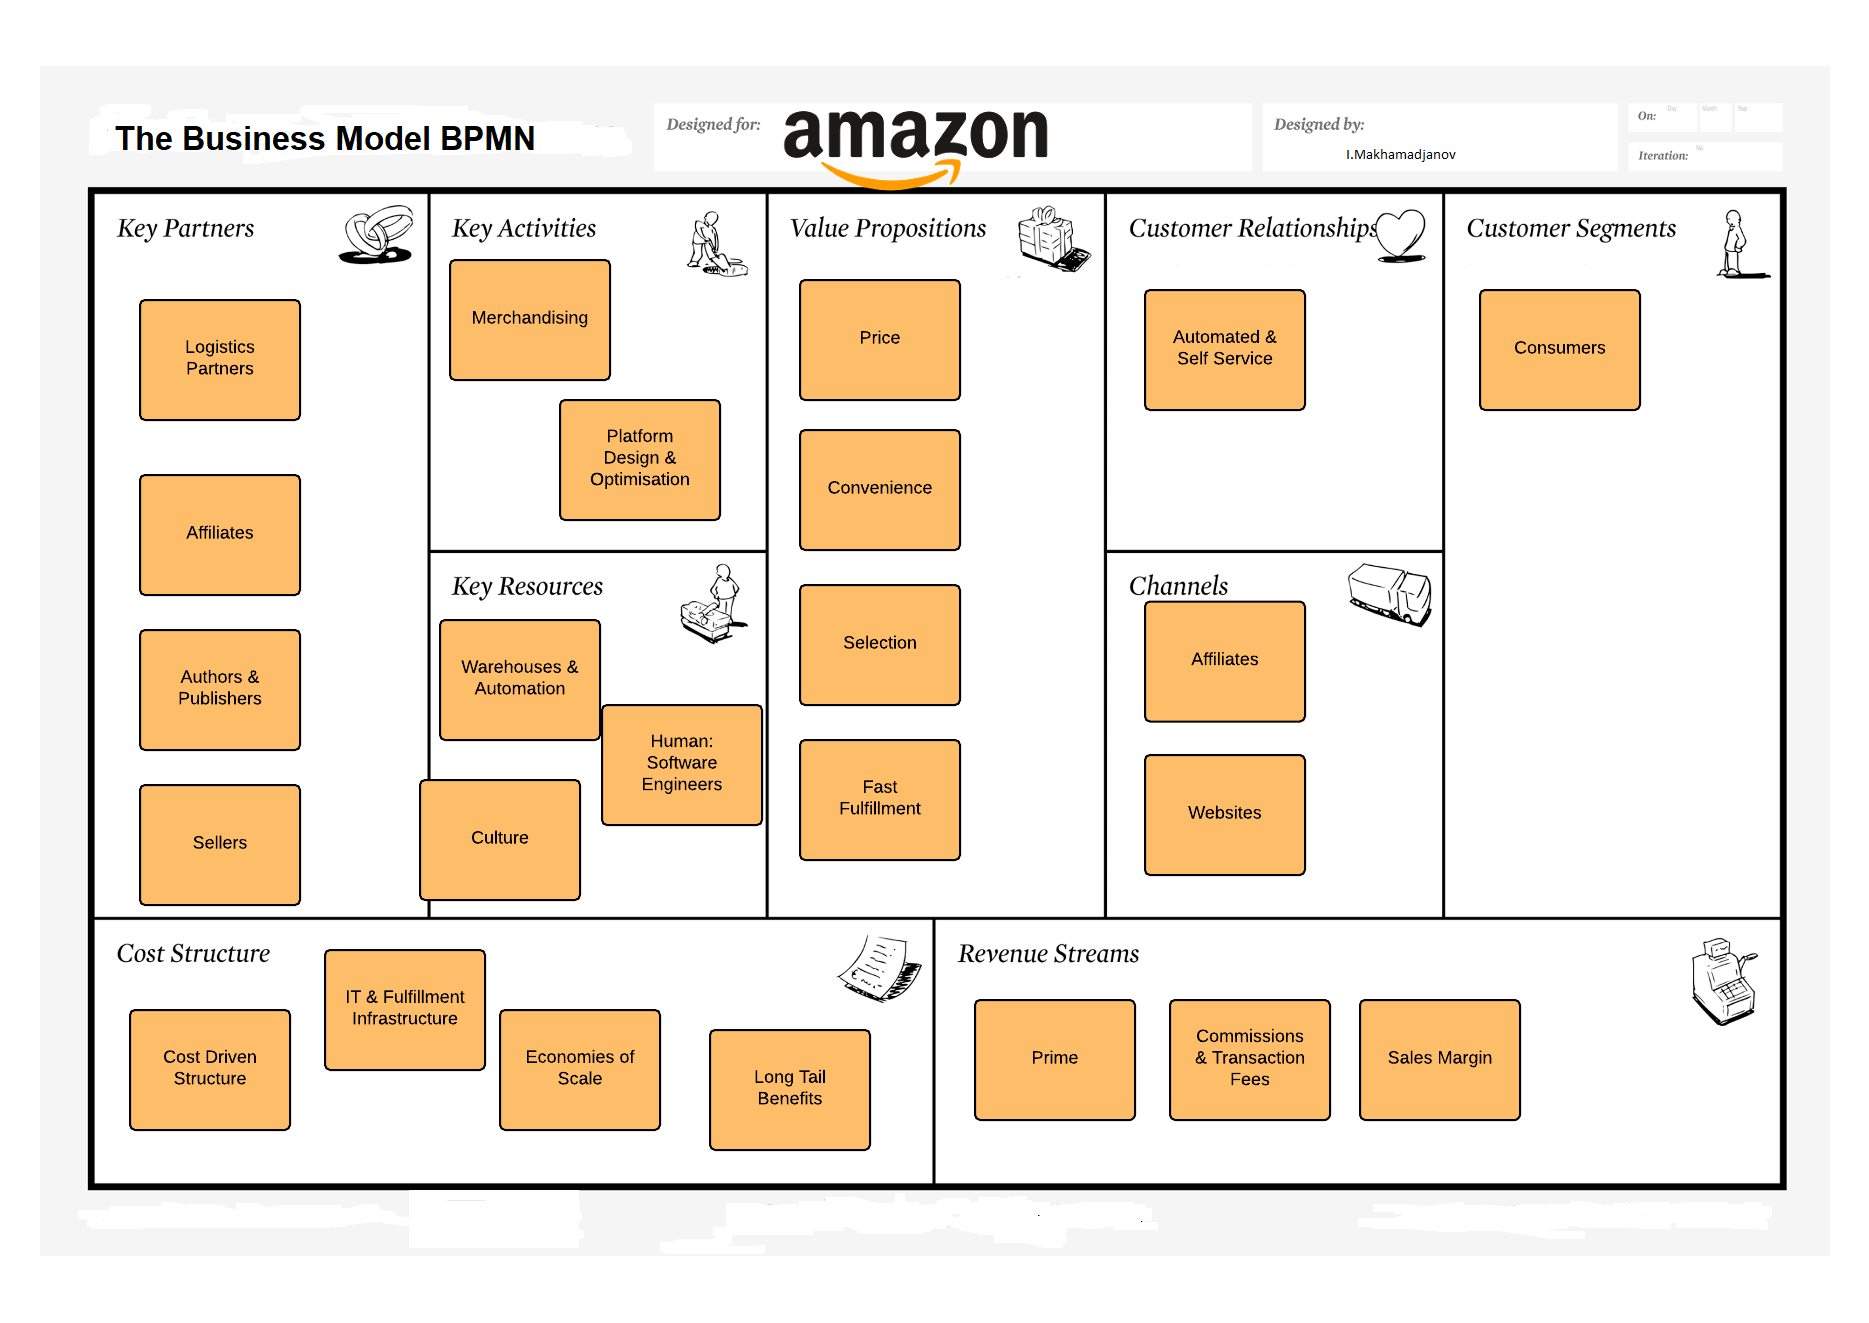 The Business Model BPMN
Designed for:
amazon
Designed by:
I.Makhamadjanov
On:
Day
Month
Year
Iteration:
No.
Key Partners
Logistics
Partners
Affiliates
Authors &
Publishers
Sellers
Key Activities
Merchandising
Platform
Design &
Optimisation
Key Resources
Warehouses &
Automation
Human:
Software
Engineers
Culture
Value Propositions
Price
Convenience
Selection
Fast
Fulfillment
Customer Relationships
Automated &
Self Service
Channels
Affiliates
Websites
Customer Segments
Consumers
Cost Structure
Cost Driven
Structure
IT & Fulfillment
Infrastructure
Economies of
Scale
Long Tail
Benefits
Revenue Streams
Prime
Commissions
& Transaction
Fees
Sales Margin